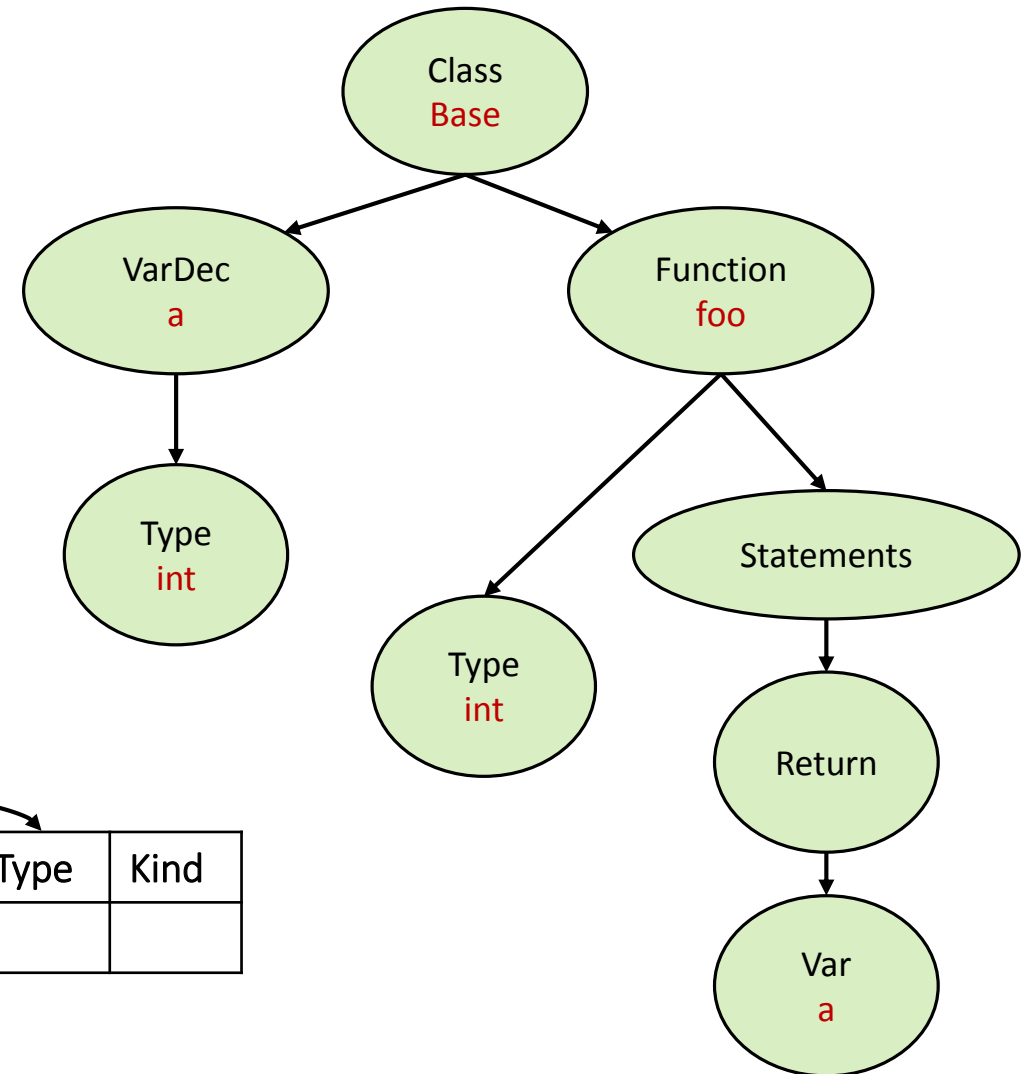 Class
Base
VarDec
a
Function
foo
Type
int
Statements
Type
int
Return
Type Kind
Var
a